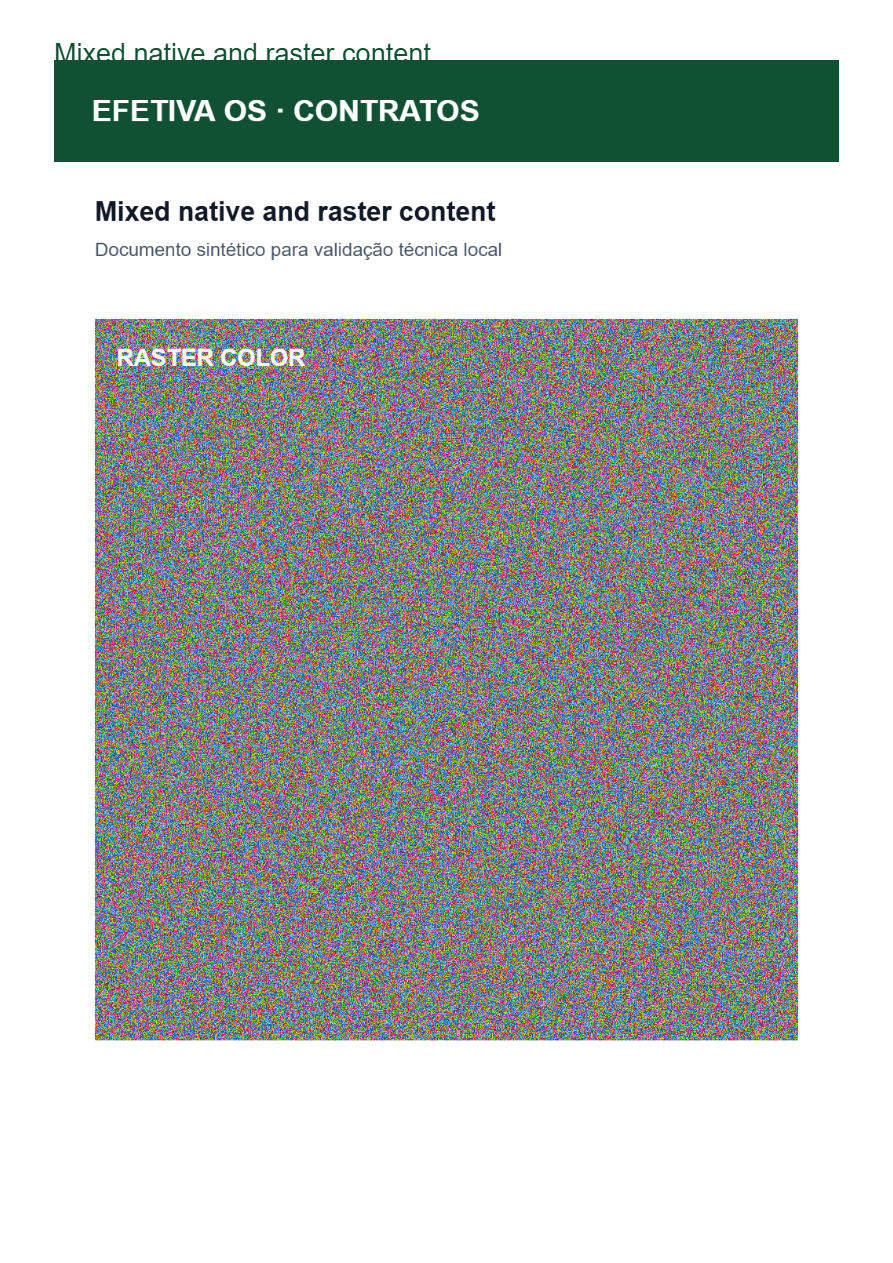 Mixed native and raster content
EFETIVA OS · CONTRATOS
Mixed native and raster content
Documento sintético para validação técnica local
RASTER COLOR